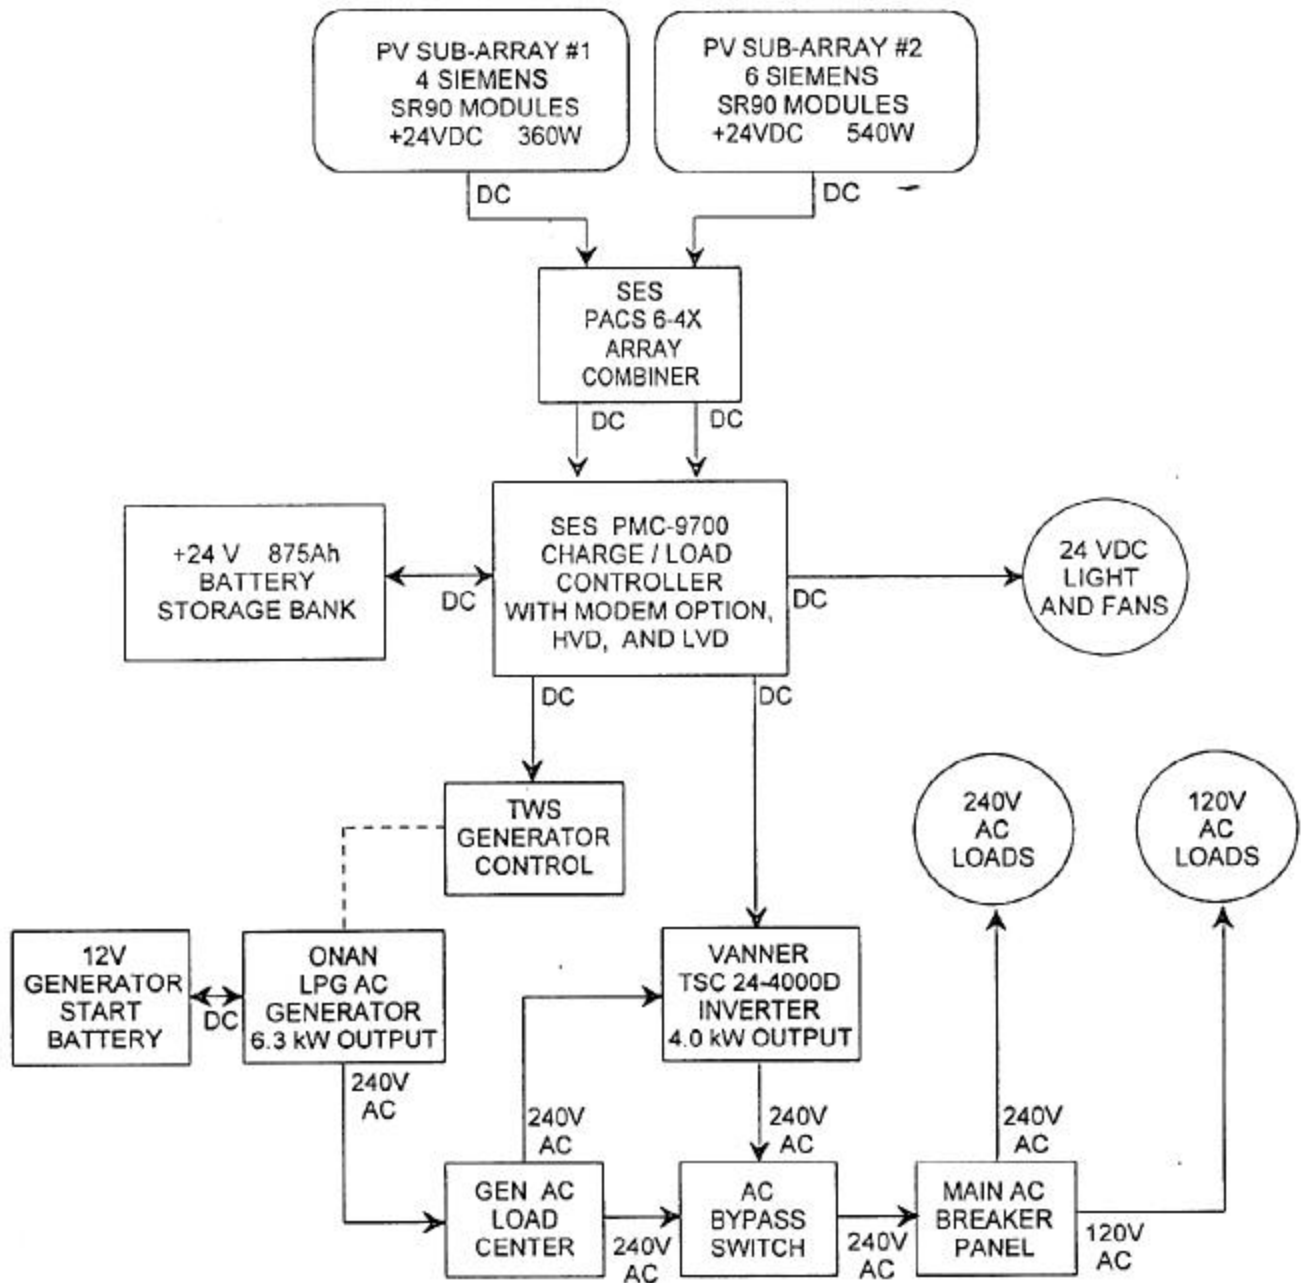 PV SUB-ARRAY #1
4 SIEMENS
SR90 MODULES
+24VDC 360W
PV SUB-ARRAY #2
6 SIEMENS
SR90 MODULES
+24VDC 540W
DC
DC
SES
PACS 6-4X
ARRAY
COMBINER
DC
DC
+24 V 875Ah
BATTERY
STORAGE BANK
DC
SES PMC-9700
CHARGE / LOAD
CONTROLLER
WITH MODEM OPTION,
HVD, AND LVD
DC
24 VDC
LIGHT
AND FANS
DC
DC
TWS
GENERATOR
CONTROL
240V
AC
LOADS
120V
AC
LOADS
12V
GENERATOR
START
BATTERY
DC
ONAN
LPG AC
GENERATOR
6.3 kW OUTPUT
VANNER
TSC 24-4000D
INVERTER
4.0 kW OUTPUT
240V
AC
240V
AC
240V
AC
240V
AC
GEN AC
LOAD
CENTER
240V
AC
AC
BYPASS
SWITCH
240V
AC
MAIN AC
BREAKER
PANEL
120V
AC